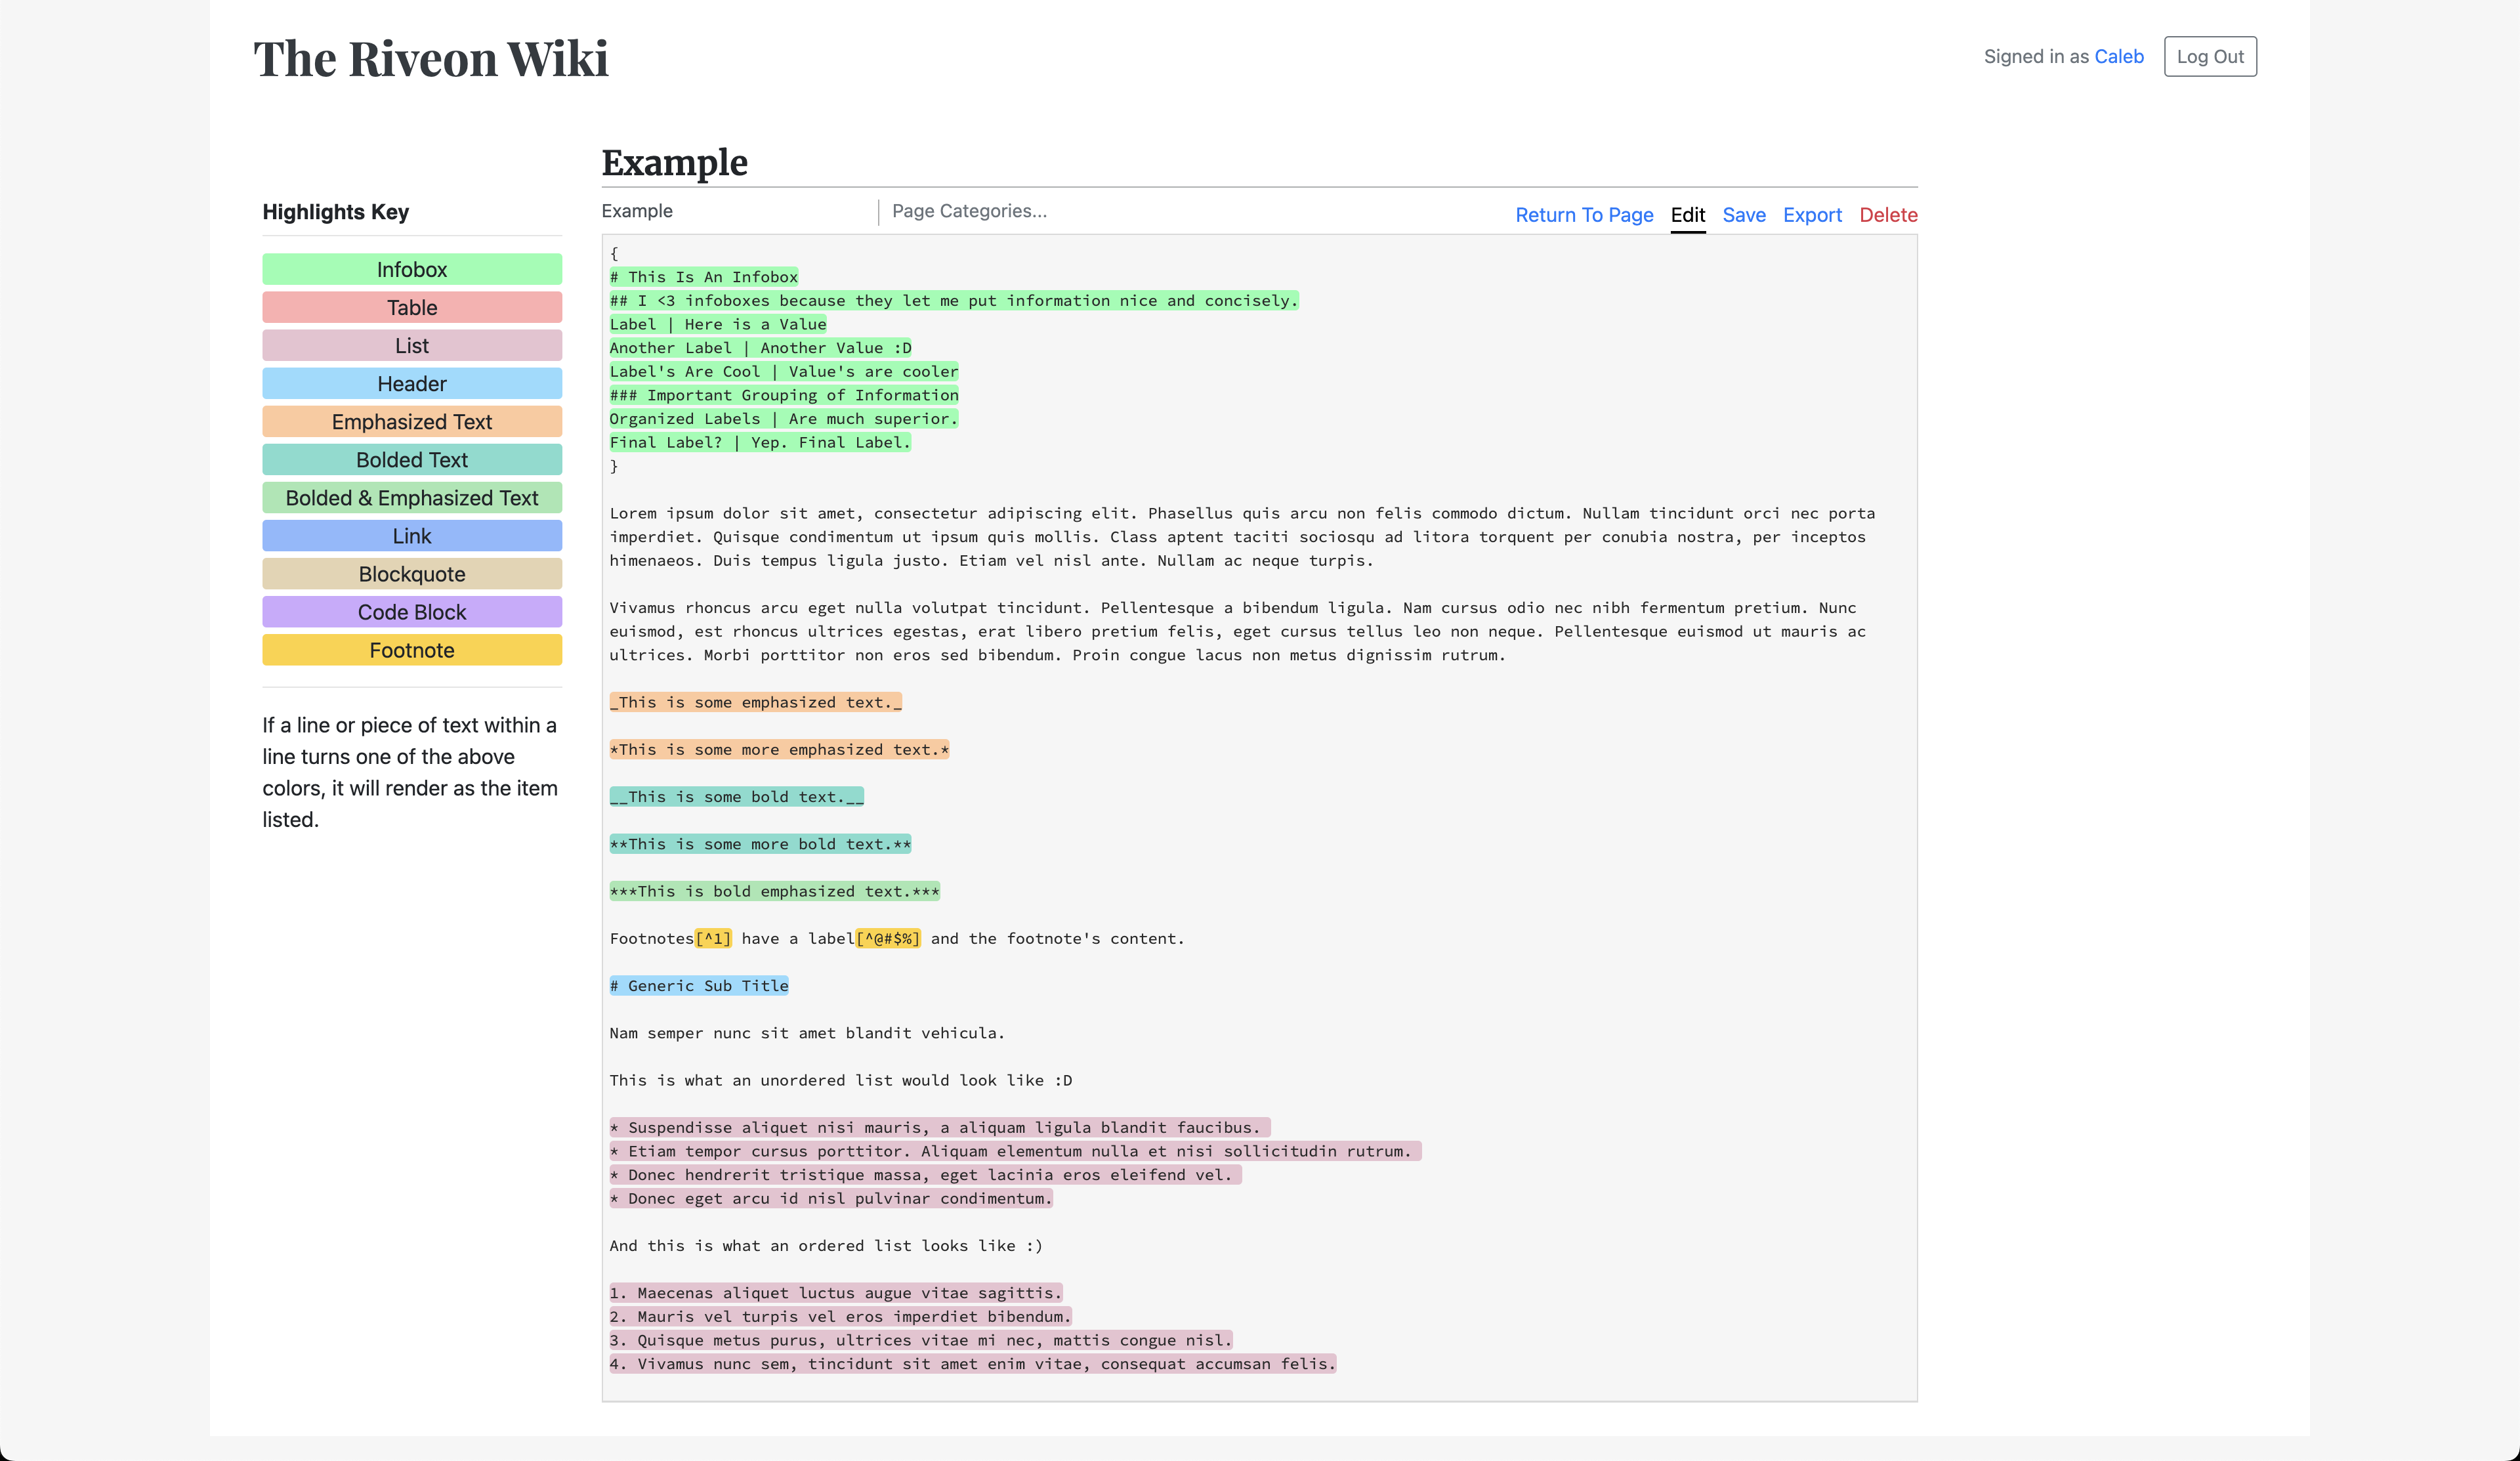 The Riveon Wiki
Signed in as Caleb
Log Out
Example
Highlights Key
Infobox
Table
List
Header
Emphasized Text
Bolded Text
Bolded & Emphasized Text
Link
Blockquote
Code Block
Footnote
If a line or piece of text within a
line turns one of the above
colors, it will render as the item
listed.
Example
Page Categories...
Return To Page Edit Save Export Delete
{
# This Is An Infobox
## I <3 infoboxes because they let me put information nice and concisely.
Label | Here is a Value
Another Label | Another Value :D
Label's Are Cool | Value's are cooler
### Important Grouping of Information
Organized Labels | Are much superior.
Final Label? | Yep. Final Label.
}
Lorem ipsum dolor sit amet, consectetur adipiscing elit. Phasellus quis arcu non felis commodo dictum. Nullam tincidunt orci nec porta
imperdiet. Quisque condimentum ut ipsum quis mollis. Class aptent taciti sociosqu ad litora torquent per conubia nostra, per inceptos
himenaeos. Duis tempus ligula justo. Etiam vel nisl ante. Nullam ac neque turpis.
Vivamus rhoncus arcu eget nulla volutpat tincidunt. Pellentesque a bibendum ligula. Nam cursus odio nec nibh fermentum pretium. Nunc
euismod, est rhoncus ultrices egestas, erat libero pretium felis, eget cursus tellus leo non neque. Pellentesque euismod ut mauris ac
ultrices. Morbi porttitor non eros sed bibendum. Proin congue lacus non metus dignissim rutrum.
_This is some emphasized text._
*This is some more emphasized text.*
__This is some bold text.__
**This is some more bold text.**
***This is bold emphasized text.***
Footnotes[^1] have a label[^@#$%] and the footnote's content.
# Generic Sub Title
Nam semper nunc sit amet blandit vehicula.
This is what an unordered list would look like :D
* Suspendisse aliquet nisi mauris, a aliquam ligula blandit faucibus.
* Etiam tempor cursus porttitor. Aliquam elementum nulla et nisi sollicitudin rutrum.
* Donec hendrerit tristique massa, eget lacinia eros eleifend vel.
* Donec eget arcu id nisl pulvinar condimentum.
And this is what an ordered list looks like :)
1. Maecenas aliquet luctus augue vitae sagittis.
2. Mauris vel turpis vel eros imperdiet bibendum.
3. Quisque metus purus, ultrices vitae mi nec, mattis congue nisl.
4. Vivamus nunc sem, tincidunt sit amet enim vitae, consequat accumsan felis.